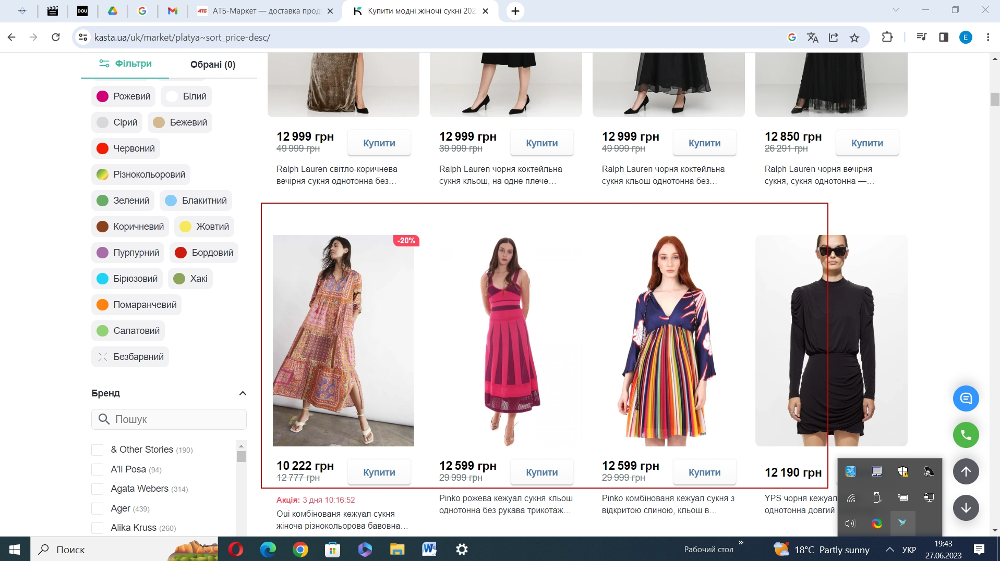 DOU
АТБ-Маркет — доставка прод
Купити модні жіночі сукні 202
kasta.ua/uk/market/platya~sort_price-desc/
E
Фільтри
Обрані (0)
Рожевий
Білий
Сірий
Бежевий
Червоний
Різнокольоровий
Зелений
Блакитний
Коричневий
Жовтий
Пурпурний
Бордовий
Бірюзовий
Хакі
Помаранчевий
Салатовий
Безбарвний
Бренд
Пошук
& Other Stories (190)
A'll Posa (94)
Agata Webers (314)
Ager (439)
Alika Kruss (260)
12 999 грн
49 999 грн
Купити
Ralph Lauren світло-коричнева
вечірня сукня однотонна без…
12 999 грн
39 999 грн
Купити
Ralph Lauren чорня коктейльна
сукня кльош, на одне плече…
12 999 грн
49 999 грн
Купити
Ralph Lauren чорня коктейльна
сукня кльош однотонна без…
12 850 грн
26 291 грн
Купити
Ralph Lauren чорня вечірня
сукня, сукня однотонна —…
-20%
10 222 грн
12 777 грн
Купити
Акція: 3 дня 10:16:52
Oui комбінованя кежуал сукня
жіноча різнокольорова бавовна…
12 599 грн
29 999 грн
Купити
Pinko рожева кежуал сукня кльош
однотонна без рукава трикотаж…
12 599 грн
29 999 грн
Купити
Pinko комбінованя кежуал сукня з
відкритою спиною, кльош в…
12 190 грн
YPS чорня кежуал
однотонна довгий
Поиск
Рабочий стол
18°C Partly sunny
УКР
19:43
27.06.2023